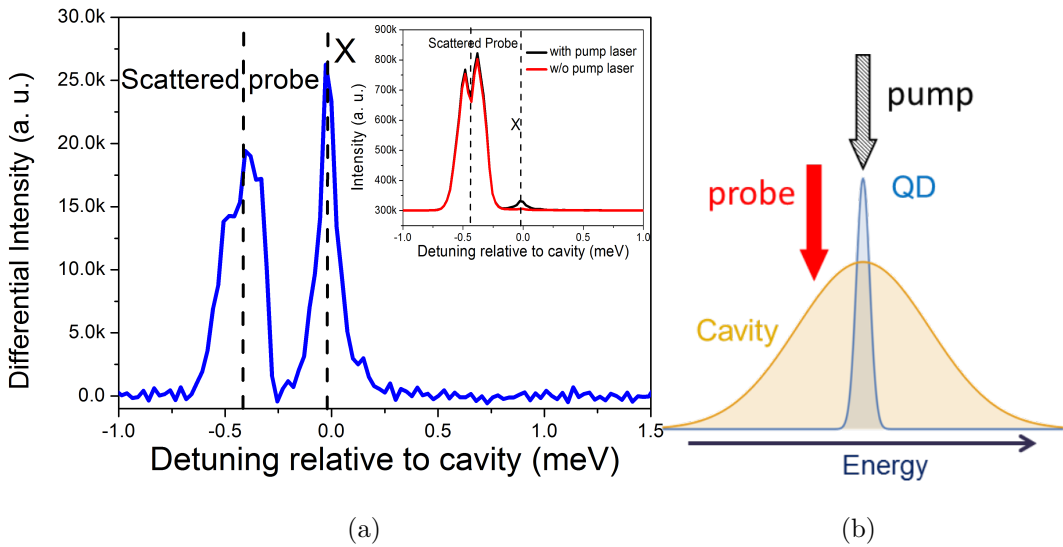 30.0k
25.0k
20.0k
15.0k
10.0k
5.0k
0.0
-1.0
-0.5
0.0
0.5
1.0
1.5
Differential Intensity (a. u.)
Detuning relative to cavity (meV)
Scattered probe
X
900k
800k
700k
600k
500k
400k
300k
-1.0
-0.5
0.0
0.5
1.0
Intensity (a. u.)
Detuning relative to cavity (meV)
Scattered Probe
with pump laser
w/o pump laser
X
(a)
pump
probe
QD
Cavity
Energy
(b)